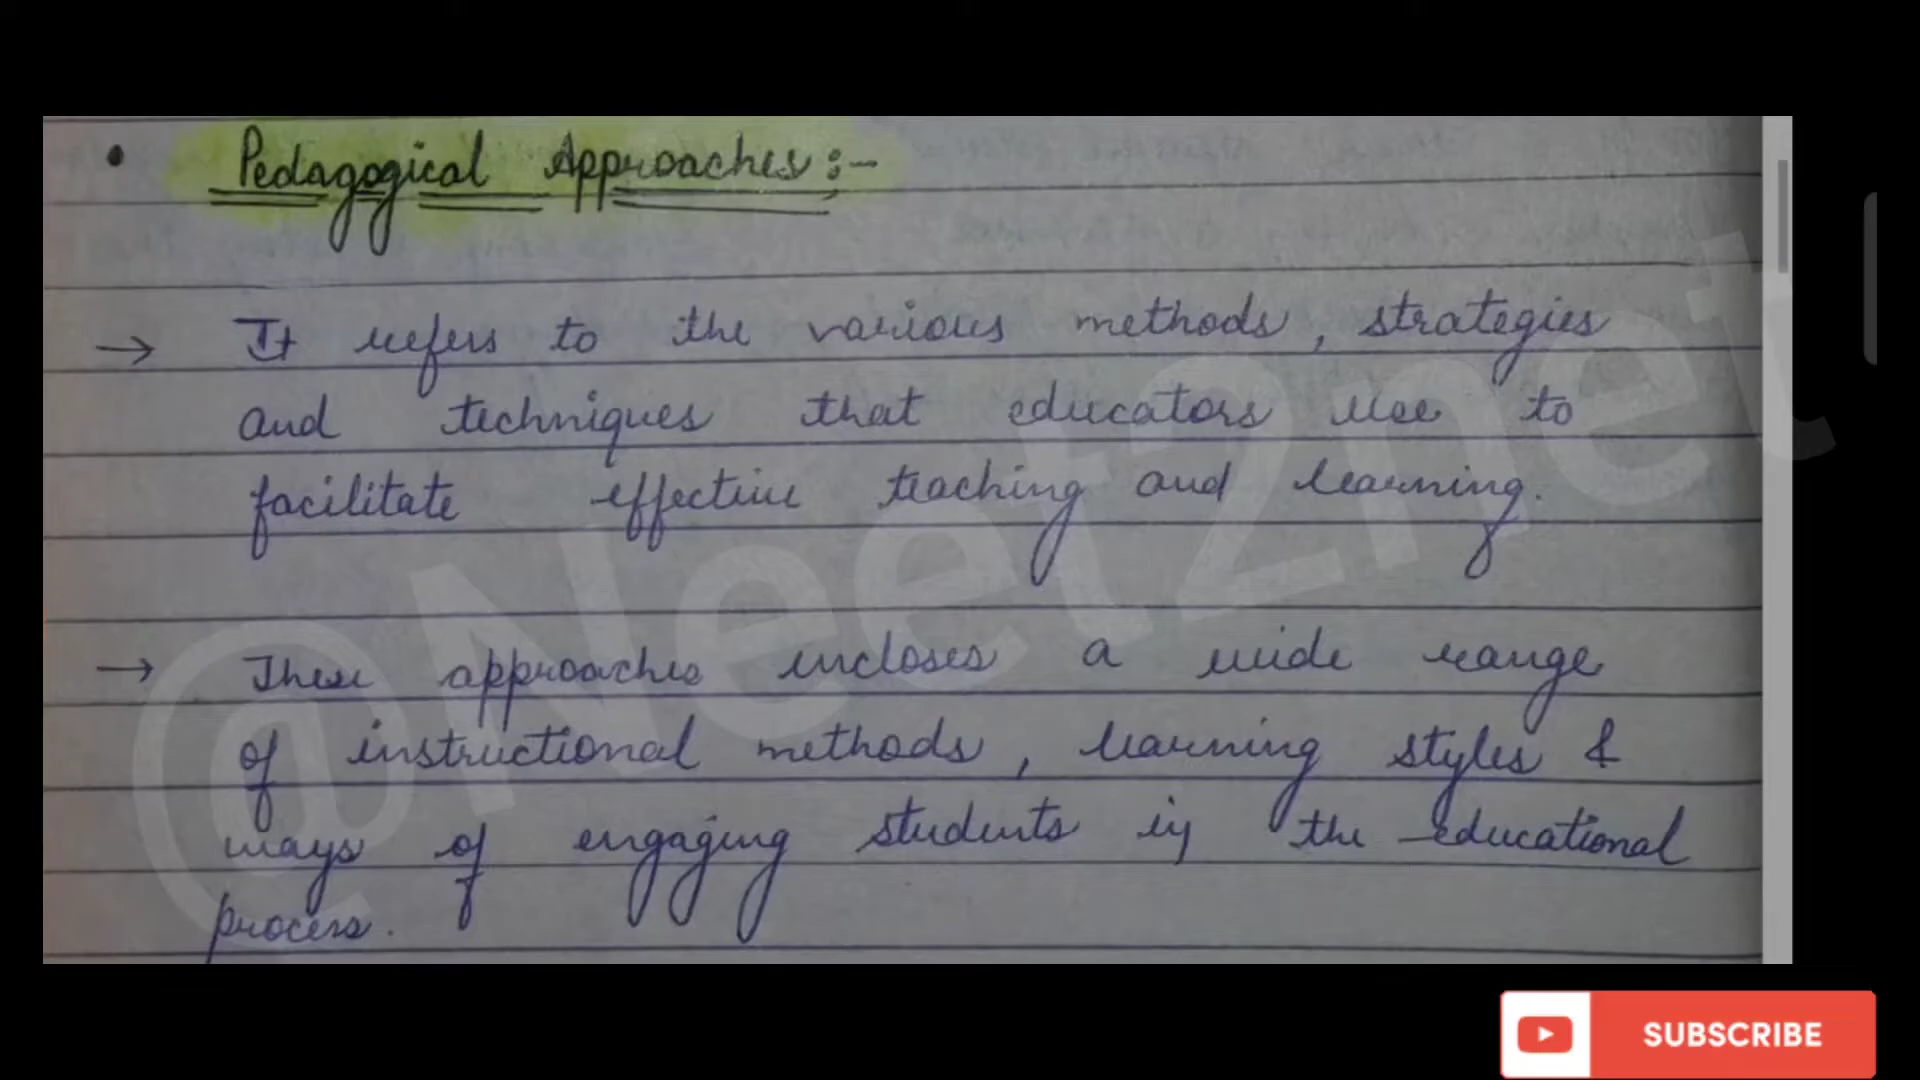 • Pedagogical Approaches :-
→ It refers to the various methods, strategies
and techniques that educators use to
facilitate effective teaching and learning.
→ These approaches encloses a wide range
of instructional methods, learning styles &
ways of engaging students in the educational
process.
@Neet2net
SUBSCRIBE